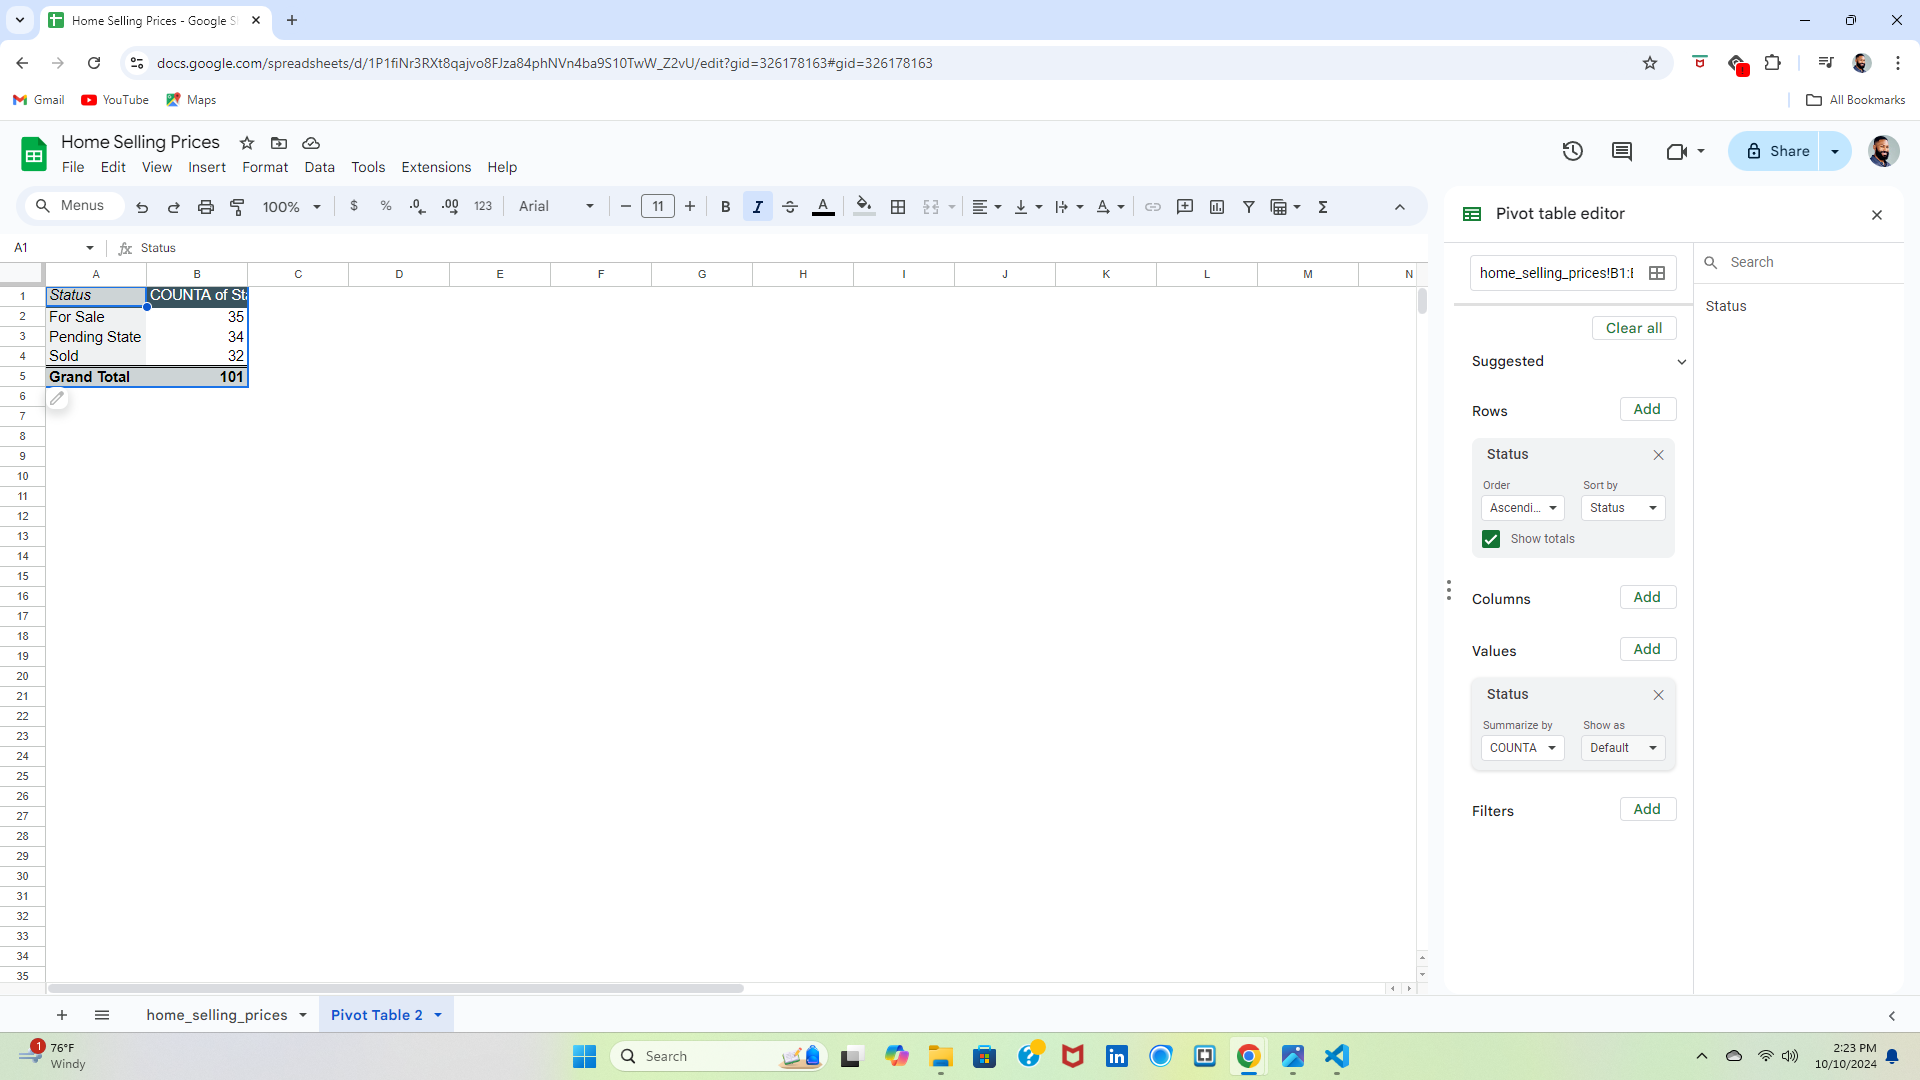 Home Selling Prices - Google S
docs.google.com/spreadsheets/d/1P1fiNr3RXt8qajvo8FJza84phNVn4ba9S10TwW_Z2vU/edit?gid=326178163#gid=326178163
Gmail YouTube Maps All Bookmarks
Home Selling Prices
File Edit View Insert Format Data Tools Extensions Help
Share
Menus 100% $ % .0 .00 123 Arial 11 B I A
A1 fx Status
A B C D E F G H I J K L M N
1 Status COUNTA of Sta
2 For Sale 35
3 Pending State 34
4 Sold 32
5 Grand Total 101
6
7
8
9
10
11
12
13
14
15
16
17
18
19
20
21
22
23
24
25
26
27
28
29
30
31
32
33
34
35
Pivot table editor
home_selling_prices!B1:B
Search
Status
Clear all
Suggested
Rows Add
Status
Order Sort by
Ascendi... Status
Show totals
Columns Add
Values Add
Status
Summarize by Show as
COUNTA Default
Filters Add
home_selling_prices Pivot Table 2
1 76°F
Windy
Search
2:23 PM
10/10/2024